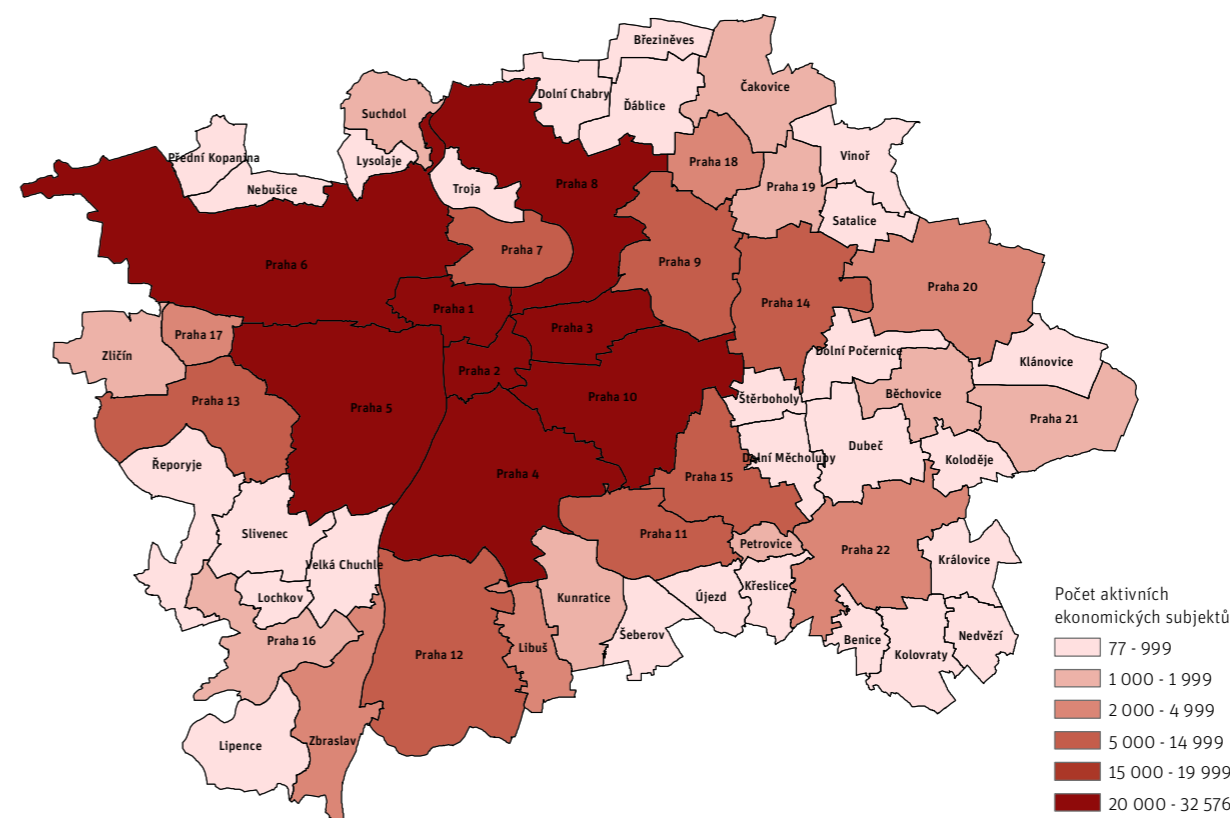 Březiněves
Čakovice
Dolní Chabry
Ďáblice
Suchdol
Přední Kopanina
Lysolaje
Praha 18
Vinoř
Nebušice
Troja
Praha 8
Praha 19
Satalice
Praha 7
Praha 6
Praha 9
Praha 20
Praha 1
Praha 14
Praha 3
Praha 17
Zličín
Dolní Počernice
Klánovice
Praha 2
Praha 13
Praha 5
Praha 10
Štěrboholy
Běchovice
Praha 21
Řeporyje
Praha 4
Dolní Měcholupy
Dubeč
Koloděje
Praha 15
Slivenec
Praha 11
Petrovice
Praha 22
Velká Chuchle
Královice
Lochkov
Kunratice
Újezd
Křeslice
Praha 16
Praha 12
Libuš
Šeberov
Benice
Kolovraty
Nedvězí
Lipence
Zbraslav
Počet aktivních
ekonomických subjektů
77 - 999
1 000 - 1 999
2 000 - 4 999
5 000 - 14 999
15 000 - 19 999
20 000 - 32 576